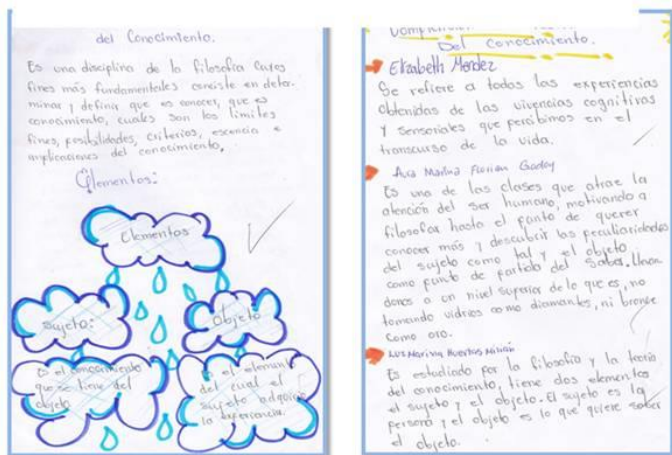 del Conocimiento.
Es una disciplina de la filosofía cuyos
fines más fundamentales consiste en deter-
minar y definir que es conocer, que es
conocimiento, cuales son los limites
fines, posibilidades, criterios, escencia e
implicaciones del conocimiento.
Elementos:
Elementos
Sujeto:
Objeto
Es el conocimiento
que se tiene del
objeto
Es el element
del cual el
sujeto adquie
la experiencia.
Del conocimiento.
Elizabeth Mendez
Se refiere a todas las experiencias
Obtenidas de las vivencias cognitivas
y sensoriales que percibimos en el
transcurso de la vida.
Ana Marina Florian Godoy
Es una de las clases que atrae la
atención del ser humano, motivando a
filosofar hasta el punto de querer
conocer más y descubrir las peculiaridades
del sujeto como tal y el objeto
como punto de partida del saber. Llevan
donos a un nivel superior de lo que es, no
tomando vidrios como diamantes, ni bronce
como oro.
Luz Marina Huertas
Es estudiado por la filosofía y la teoría
del conocimiento, tiene dos elementos
el sujeto y el objeto. El sujeto es la
persona y el objeto es lo que quiere saber
el objeto.